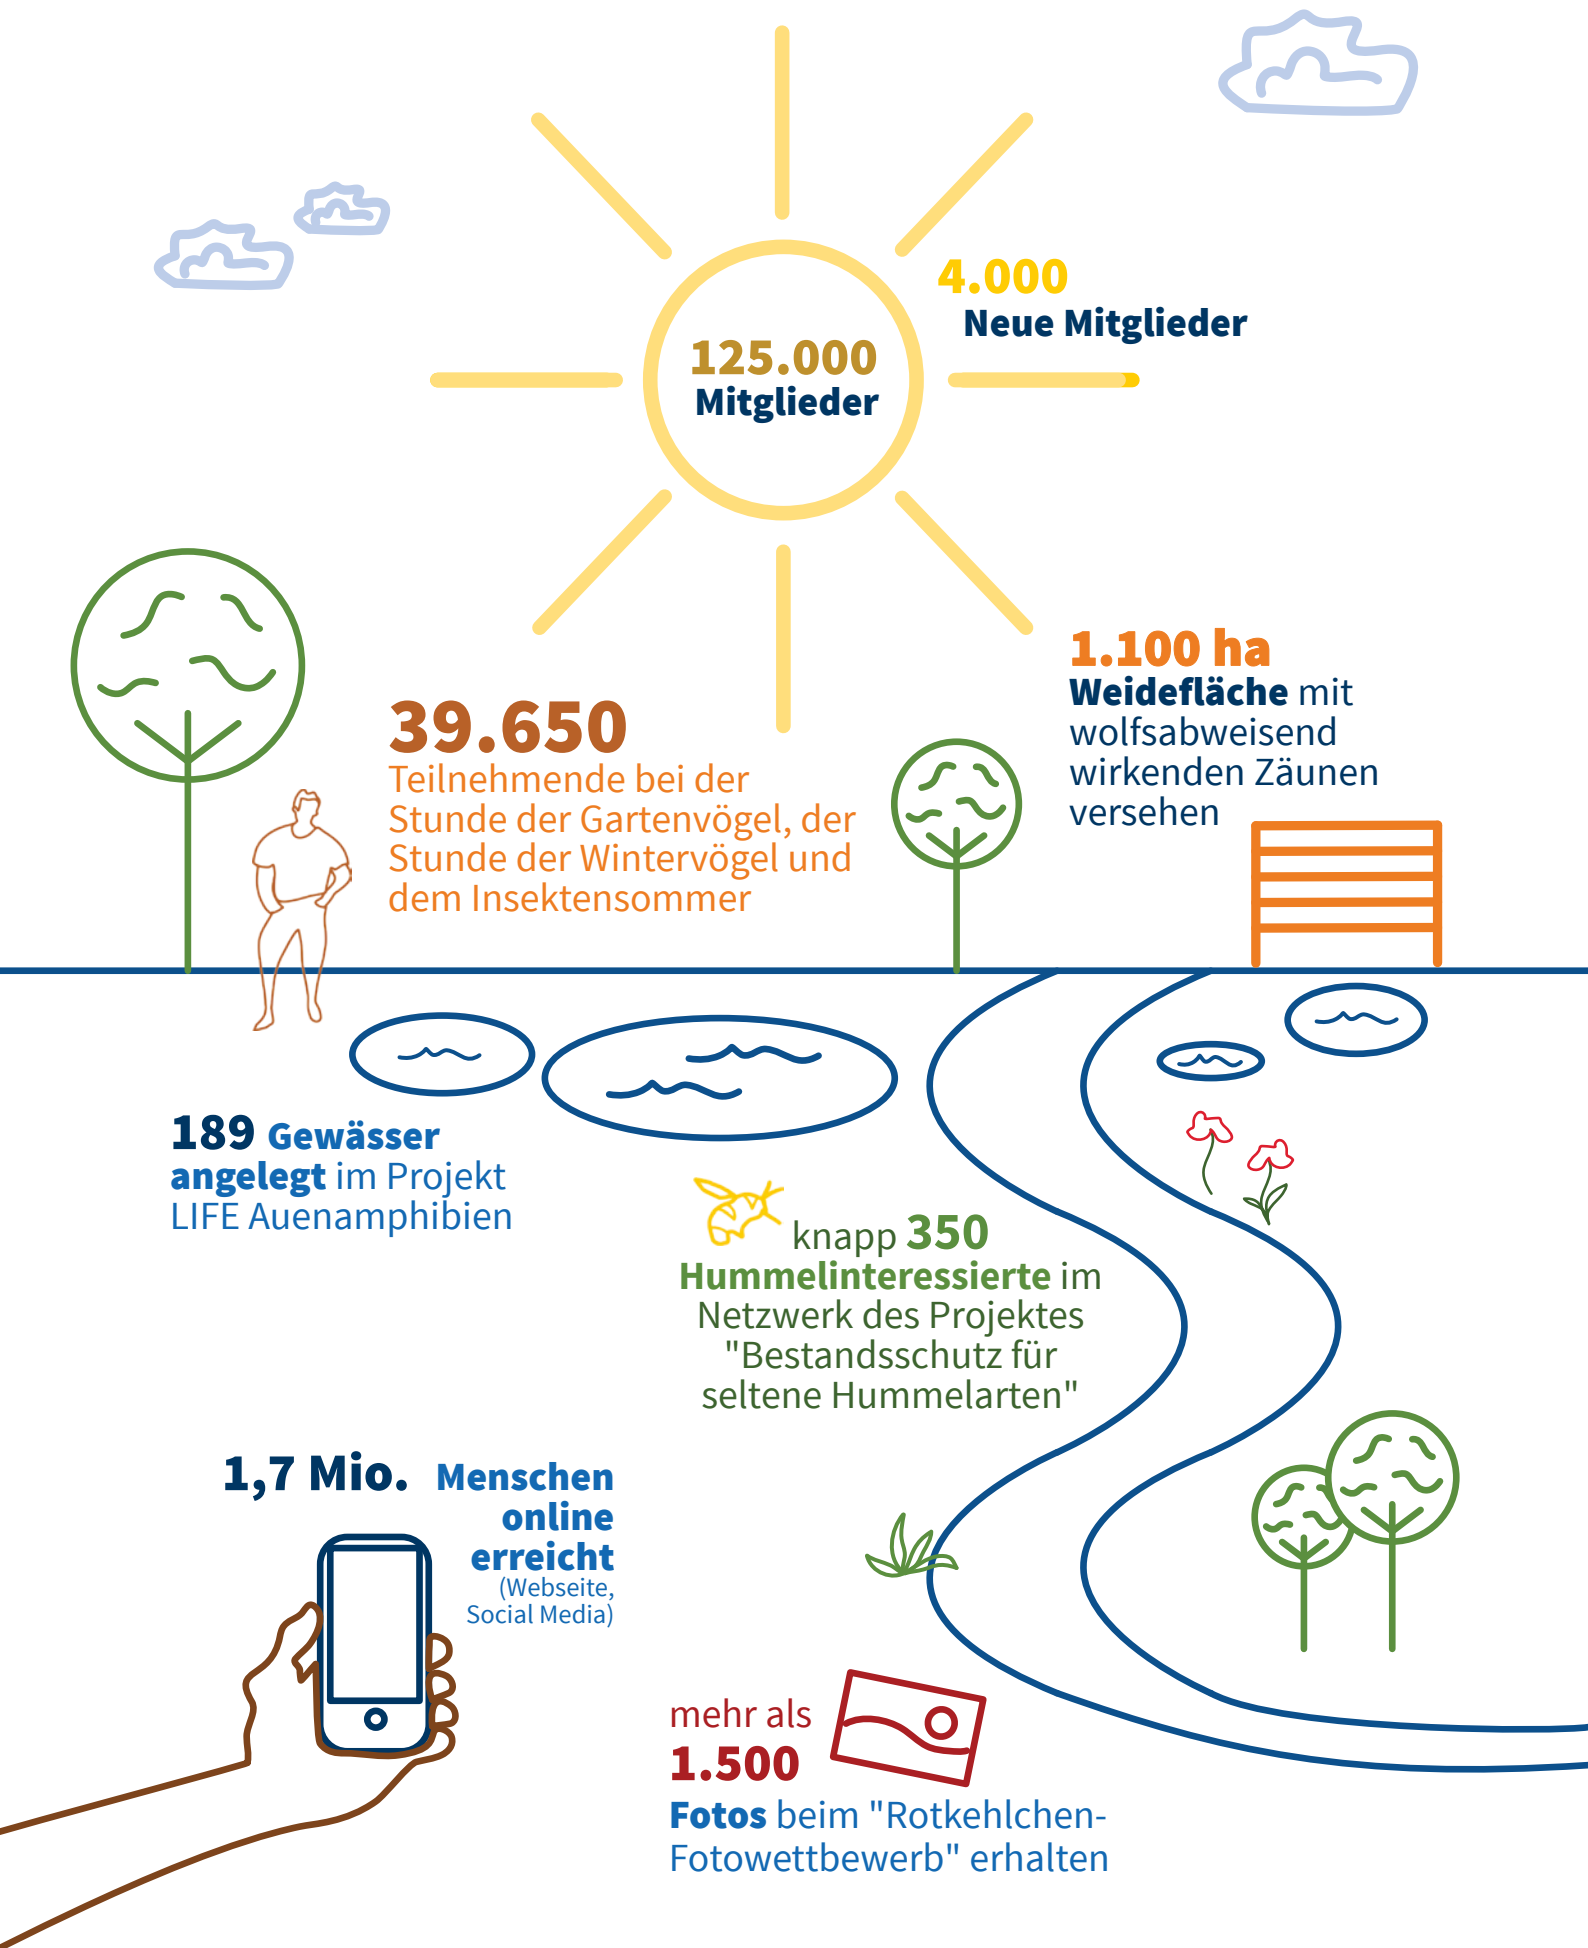 4.000
Neue Mitglieder
125.000
Mitglieder
1.100 ha
Weidefläche mit
wolfsabweisend
wirkenden Zäunen
versehen
39.650
Teilnehmende bei der
Stunde der Gartenvögel, der
Stunde der Wintervögel und
dem Insektensommer
189 Gewässer
angelegt im Projekt
LIFE Auenamphibien
knapp 350
Hummelinteressierte im
Netzwerk des Projektes
"Bestandsschutz für
seltene Hummelarten"
1,7 Mio. Menschen
online
erreicht
(Webseite,
Social Media)
mehr als
1.500
Fotos beim "Rotkehlchen-
Fotowettbewerb" erhalten